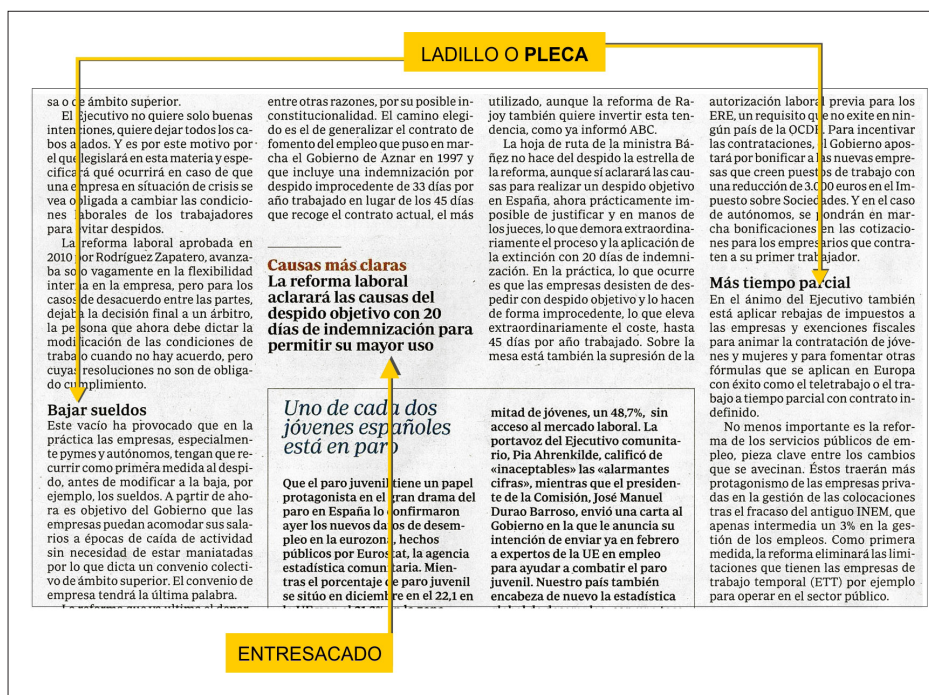 LADILLO O PLECA
sa o de ámbito superior.
El Ejecutivo no quiere solo buenas
intenciones, quiere dejar todos los ca-
bos atados. Y es por este motivo por
el que legislará en esta materia y espe-
cificará qué ocurrirá en caso de que
una empresa en situación de crisis se
vea obligada a cambiar las condicio-
nes laborales de los trabajadores
para evitar despidos.
La reforma laboral aprobada en
2010 por Rodríguez Zapatero, avanza-
ba solo vagamente en la flexibilidad
interna en la empresa, pero para los
casos de desacuerdo entre las partes,
dejaba la decisión final a un árbitro,
la persona que ahora debe dictar la
modificación de las condiciones de
trabajo cuando no hay acuerdo, pero
cuyas resoluciones no son de obliga-
do cumplimiento.
Bajar sueldos
Este vacío ha provocado que en la
práctica las empresas, especialmen-
te pymes y autónomos, tengan que re-
currir como primera medida al despi-
do, antes de modificar a la baja, por
ejemplo, los sueldos. A partir de aho-
ra es objetivo del Gobierno que las
empresas puedan acomodar sus sala-
rios a épocas de caída de actividad
sin necesidad de estar maniatadas
por lo que dicta un convenio colecti-
vo de ámbito superior. El convenio de
empresa tendrá la última palabra.
entre otras razones, por su posible in-
constitucionalidad. El camino elegi-
do es el de generalizar el contrato de
fomento del empleo que puso en mar-
cha el Gobierno de Aznar en 1997 y
que incluye una indemnización por
despido improcedente de 33 días por
año trabajado en lugar de los 45 días
que recoge el contrato actual, el más
Causas más claras
La reforma laboral
aclarará las causas del
despido objetivo con 20
días de indemnización para
permitir su mayor uso
utilizado, aunque la reforma de Ra-
joy también quiere invertir esta ten-
dencia, como ya informó ABC.
La hoja de ruta de la ministra Bá-
ñez no hace del despido la estrella de
la reforma, aunque sí aclarará las cau-
sas para realizar un despido objetivo
en España, ahora prácticamente im-
posible de justificar y en manos de
los jueces, lo que demora extraordina-
riamente el proceso y la aplicación de
la extinción con 20 días de indemni-
zación. En la práctica, lo que ocurre
es que las empresas desisten de des-
pedir con despido objetivo y lo hacen
de forma improcedente, lo que eleva
extraordinariamente el coste, hasta
45 días por año trabajado. Sobre la
mesa está también la supresión de la
autorización laboral previa para los
ERE, un requisito que no exite en nin-
gún país de la OCDE. Para incentivar
las contrataciones, el Gobierno apos-
tará por bonificar a las nuevas empre-
sas que creen puestos de trabajo con
una reducción de 3.000 euros en el Im-
puesto sobre Sociedades. Y en el caso
de autónomos, se pondrán en mar-
cha bonificaciones en las cotizacio-
nes para los empresarios que contra-
ten a su primer trabajador.
Más tiempo parcial
En el ánimo del Ejecutivo también
está aplicar rebajas de impuestos a
las empresas y exenciones fiscales
para animar la contratación de jóve-
nes y mujeres y para fomentar otras
fórmulas que se aplican en Europa
con éxito como el teletrabajo o el tra-
bajo a tiempo parcial con contrato in-
definido.
No menos importante es la refor-
ma de los servicios públicos de em-
pleo, pieza clave entre los cambios
que se avecinan. Éstos traerán más
protagonismo de las empresas priva-
das en la gestión de las colocaciones
tras el fracaso del antiguo INEM, que
apenas intermedia un 3% en la ges-
tión de los empleos. Como primera
medida, la reforma eliminará las limi-
taciones que tienen las empresas de
trabajo temporal (ETT) por ejemplo
para operar en el sector público.
Uno de cada dos
jóvenes españoles
está en paro
Que el paro juvenil tiene un papel
protagonista en el gran drama del
paro en España lo confirmaron
ayer los nuevos datos de desem-
pleo en la eurozona, hechos
públicos por Eurostat, la agencia
estadística comunitaria. Mien-
tras el porcentaje de paro juvenil
se sitúo en diciembre en el 22,1 en
mitad de jóvenes, un 48,7%, sin
acceso al mercado laboral. La
portavoz del Ejecutivo comunita-
rio, Pia Ahrenkilde, calificó de
«inaceptables» las «alarmantes
cifras», mientras que el presiden-
te de la Comisión, José Manuel
Durao Barroso, envió una carta al
Gobierno en la que le anuncia su
intención de enviar ya en febrero
a expertos de la UE en empleo
para ayudar a combatir el paro
juvenil. Nuestro país también
encabeza de nuevo la estadística
ENTRESACADO